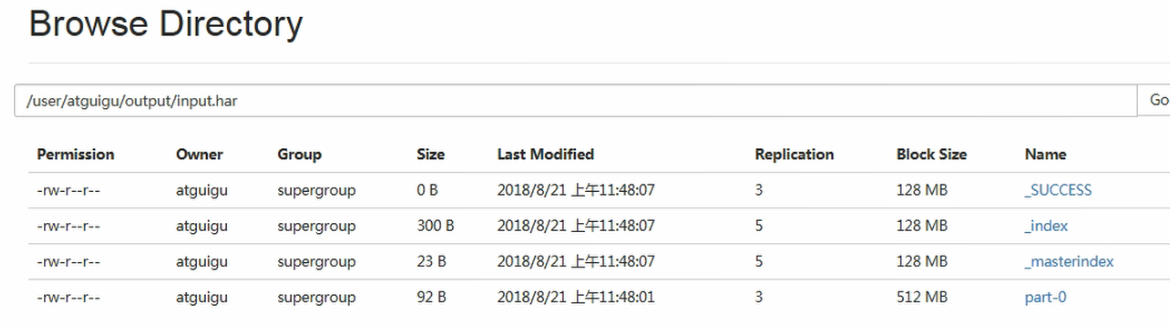 Browse Directory
/user/atguigu/output/input.har Go
Permission Owner Group Size Last Modified Replication Block Size Name
-rw-r--r-- atguigu supergroup 0 B 2018/8/21 上午11:48:07 3 128 MB _SUCCESS
-rw-r--r-- atguigu supergroup 300 B 2018/8/21 上午11:48:07 5 128 MB _index
-rw-r--r-- atguigu supergroup 23 B 2018/8/21 上午11:48:07 5 128 MB _masterindex
-rw-r--r-- atguigu supergroup 92 B 2018/8/21 上午11:48:01 3 512 MB part-0